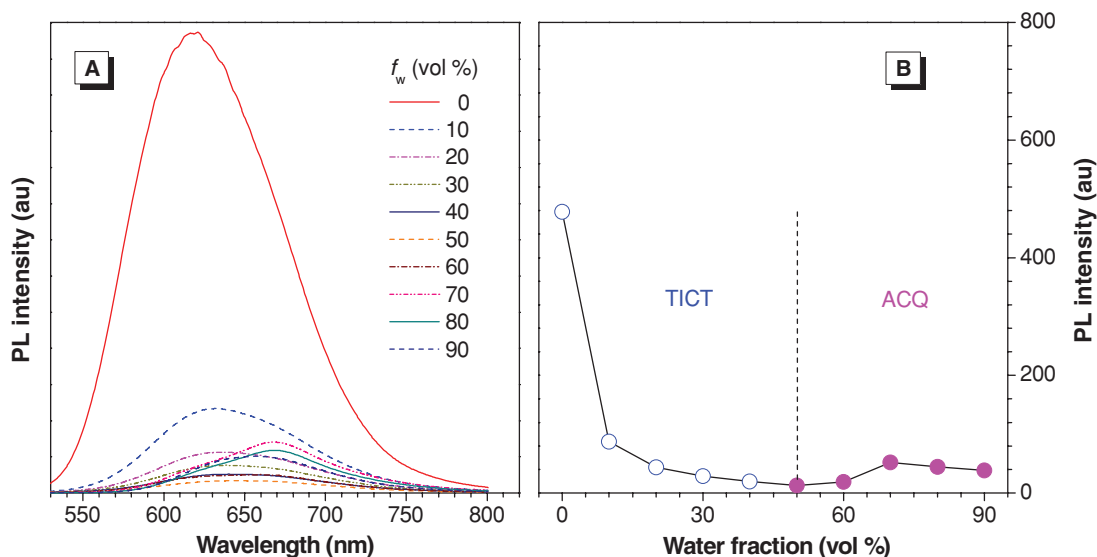 A
f_w (vol %)
0
10
20
30
40
50
60
70
80
90
PL intensity (au)
550 600 650 700 750 800
Wavelength (nm)
B
TICT
ACQ
800
600
400
200
0
PL intensity (au)
0 30 60 90
Water fraction (vol %)